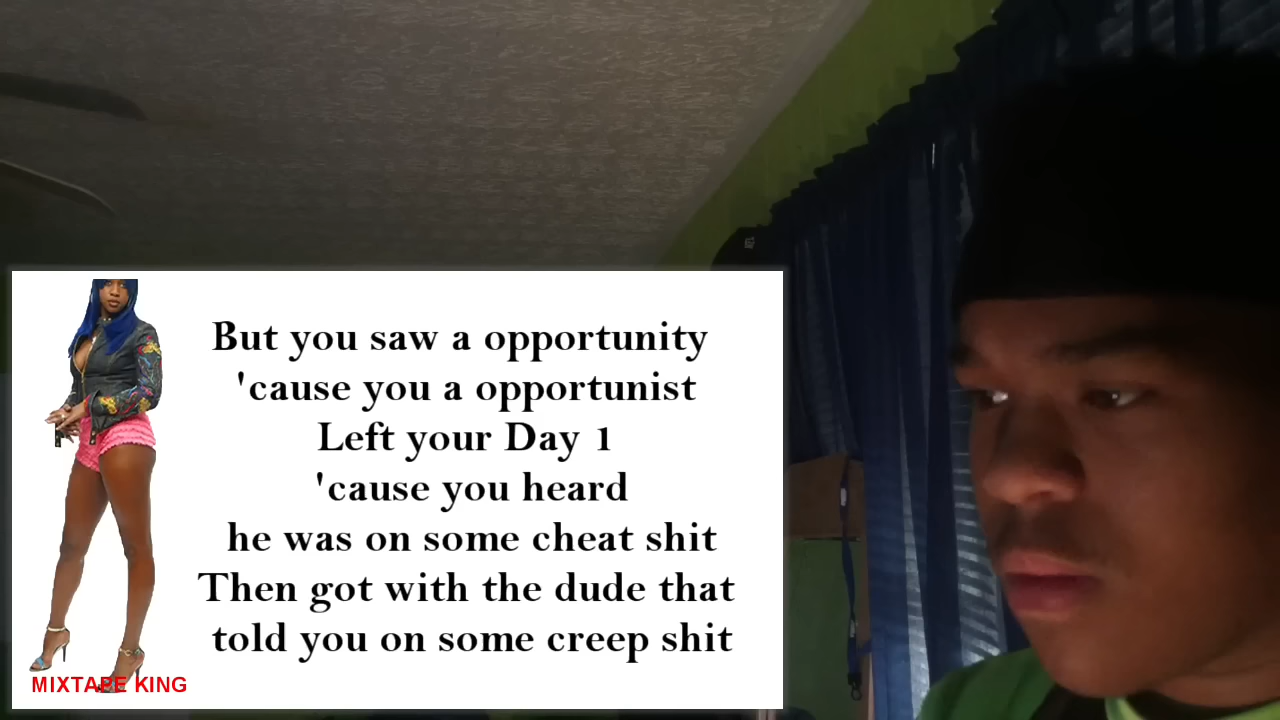 But you saw a opportunity
'cause you a opportunist
Left your Day 1
'cause you heard
he was on some cheat shit
Then got with the dude that
told you on some creep shit
MIXTAPE KING